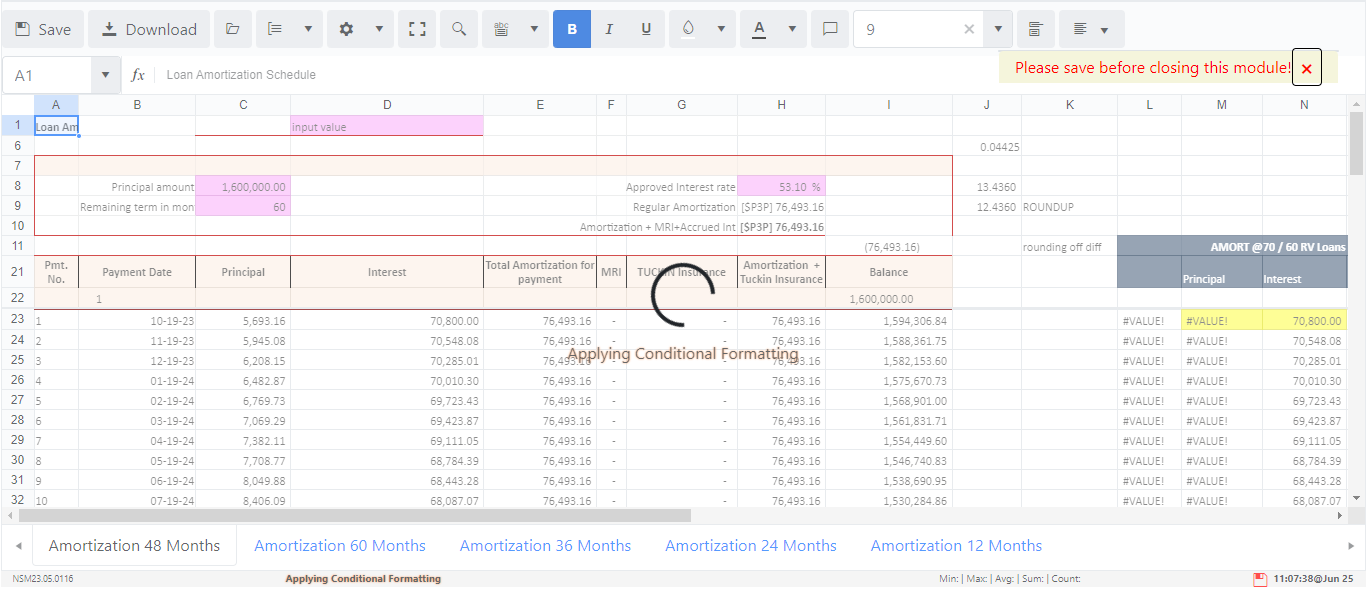 Save Download B I U A 9
A1 fx Loan Amortization Schedule
Please save before closing this module!
A B C D E F G H I J K L M N
1 Loan Am input value
6 0.04425
7
8 Principal amount 1,600,000.00 Approved Interest rate 53.10 % 13.4360
9 Remaining term in mon 60 Regular Amortization [$P3P] 76,493.16 12.4360 ROUNDUP
10 Amortization + MRI+Accrued Int [$P3P] 76,493.16
11 (76,493.16) rounding off diff AMORT @70 / 60 RV Loans
21 Pmt. No. Payment Date Principal Interest Total Amortization for payment MRI TUCKIN Insurance Amortization + Tuckin Insurance Balance Principal Interest
22 1 1,600,000.00
23 1 10-19-23 5,693.16 70,800.00 76,493.16 - - 76,493.16 1,594,306.84 #VALUE! #VALUE! 70,800.00
24 2 11-19-23 5,945.08 70,548.08 76,493.16 - - 76,493.16 1,588,361.75 #VALUE! #VALUE! 70,548.08
Applying Conditional Formatting
25 3 12-19-23 6,208.15 70,285.01 76,493.16 - - 76,493.16 1,582,153.60 #VALUE! #VALUE! 70,285.01
26 4 01-19-24 6,482.87 70,010.30 76,493.16 - - 76,493.16 1,575,670.73 #VALUE! #VALUE! 70,010.30
27 5 02-19-24 6,769.73 69,723.43 76,493.16 - - 76,493.16 1,568,901.00 #VALUE! #VALUE! 69,723.43
28 6 03-19-24 7,069.29 69,423.87 76,493.16 - - 76,493.16 1,561,831.71 #VALUE! #VALUE! 69,423.87
29 7 04-19-24 7,382.11 69,111.05 76,493.16 - - 76,493.16 1,554,449.60 #VALUE! #VALUE! 69,111.05
30 8 05-19-24 7,708.77 68,784.39 76,493.16 - - 76,493.16 1,546,740.83 #VALUE! #VALUE! 68,784.39
31 9 06-19-24 8,049.88 68,443.28 76,493.16 - - 76,493.16 1,538,690.95 #VALUE! #VALUE! 68,443.28
32 10 07-19-24 8,406.09 68,087.07 76,493.16 - - 76,493.16 1,530,284.86 #VALUE! #VALUE! 68,087.07
Amortization 48 Months Amortization 60 Months Amortization 36 Months Amortization 24 Months Amortization 12 Months
NSM23.05.0116 Applying Conditional Formatting Min: | Max: | Avg: | Sum: | Count: 11:07:38@Jun 25